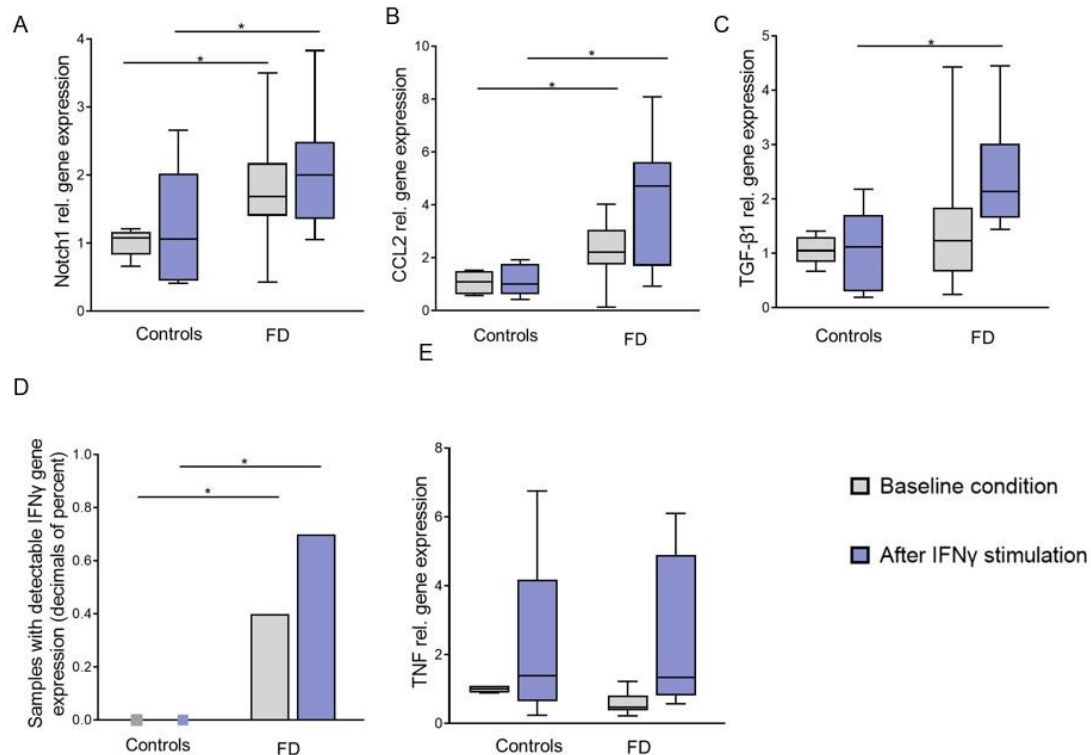 A
Notch1 rel. gene expression
4
3
2
1
0
*
*
Controls
FD
B
CCL2 rel. gene expression
10
8
6
4
2
0
*
*
Controls
FD
C
TGF-β1 rel. gene expression
5
4
3
2
1
0
*
Controls
FD
D
Samples with detectable IFNγ gene
expression (decimals of percent)
1.0
0.8
0.6
0.4
0.2
0.0
*
*
Controls
FD
E
TNF rel. gene expression
8
6
4
2
0
Controls
FD
Baseline condition
After IFNγ stimulation